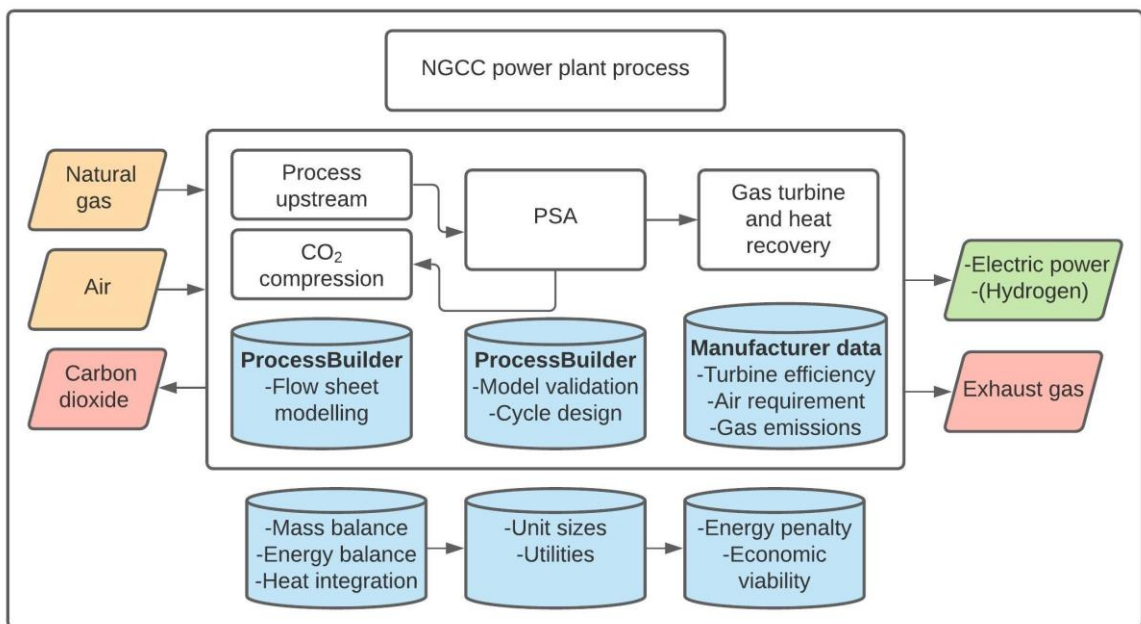 NGCC power plant process
Natural
gas
Air
Carbon
dioxide
Process
upstream
CO₂
compression
PSA
Gas turbine
and heat
recovery
ProcessBuilder
-Flow sheet
modelling
ProcessBuilder
-Model validation
-Cycle design
Manufacturer data
-Turbine efficiency
-Air requirement
-Gas emissions
-Electric power
-(Hydrogen)
Exhaust gas
-Mass balance
-Energy balance
-Heat integration
-Unit sizes
-Utilities
-Energy penalty
-Economic
viability